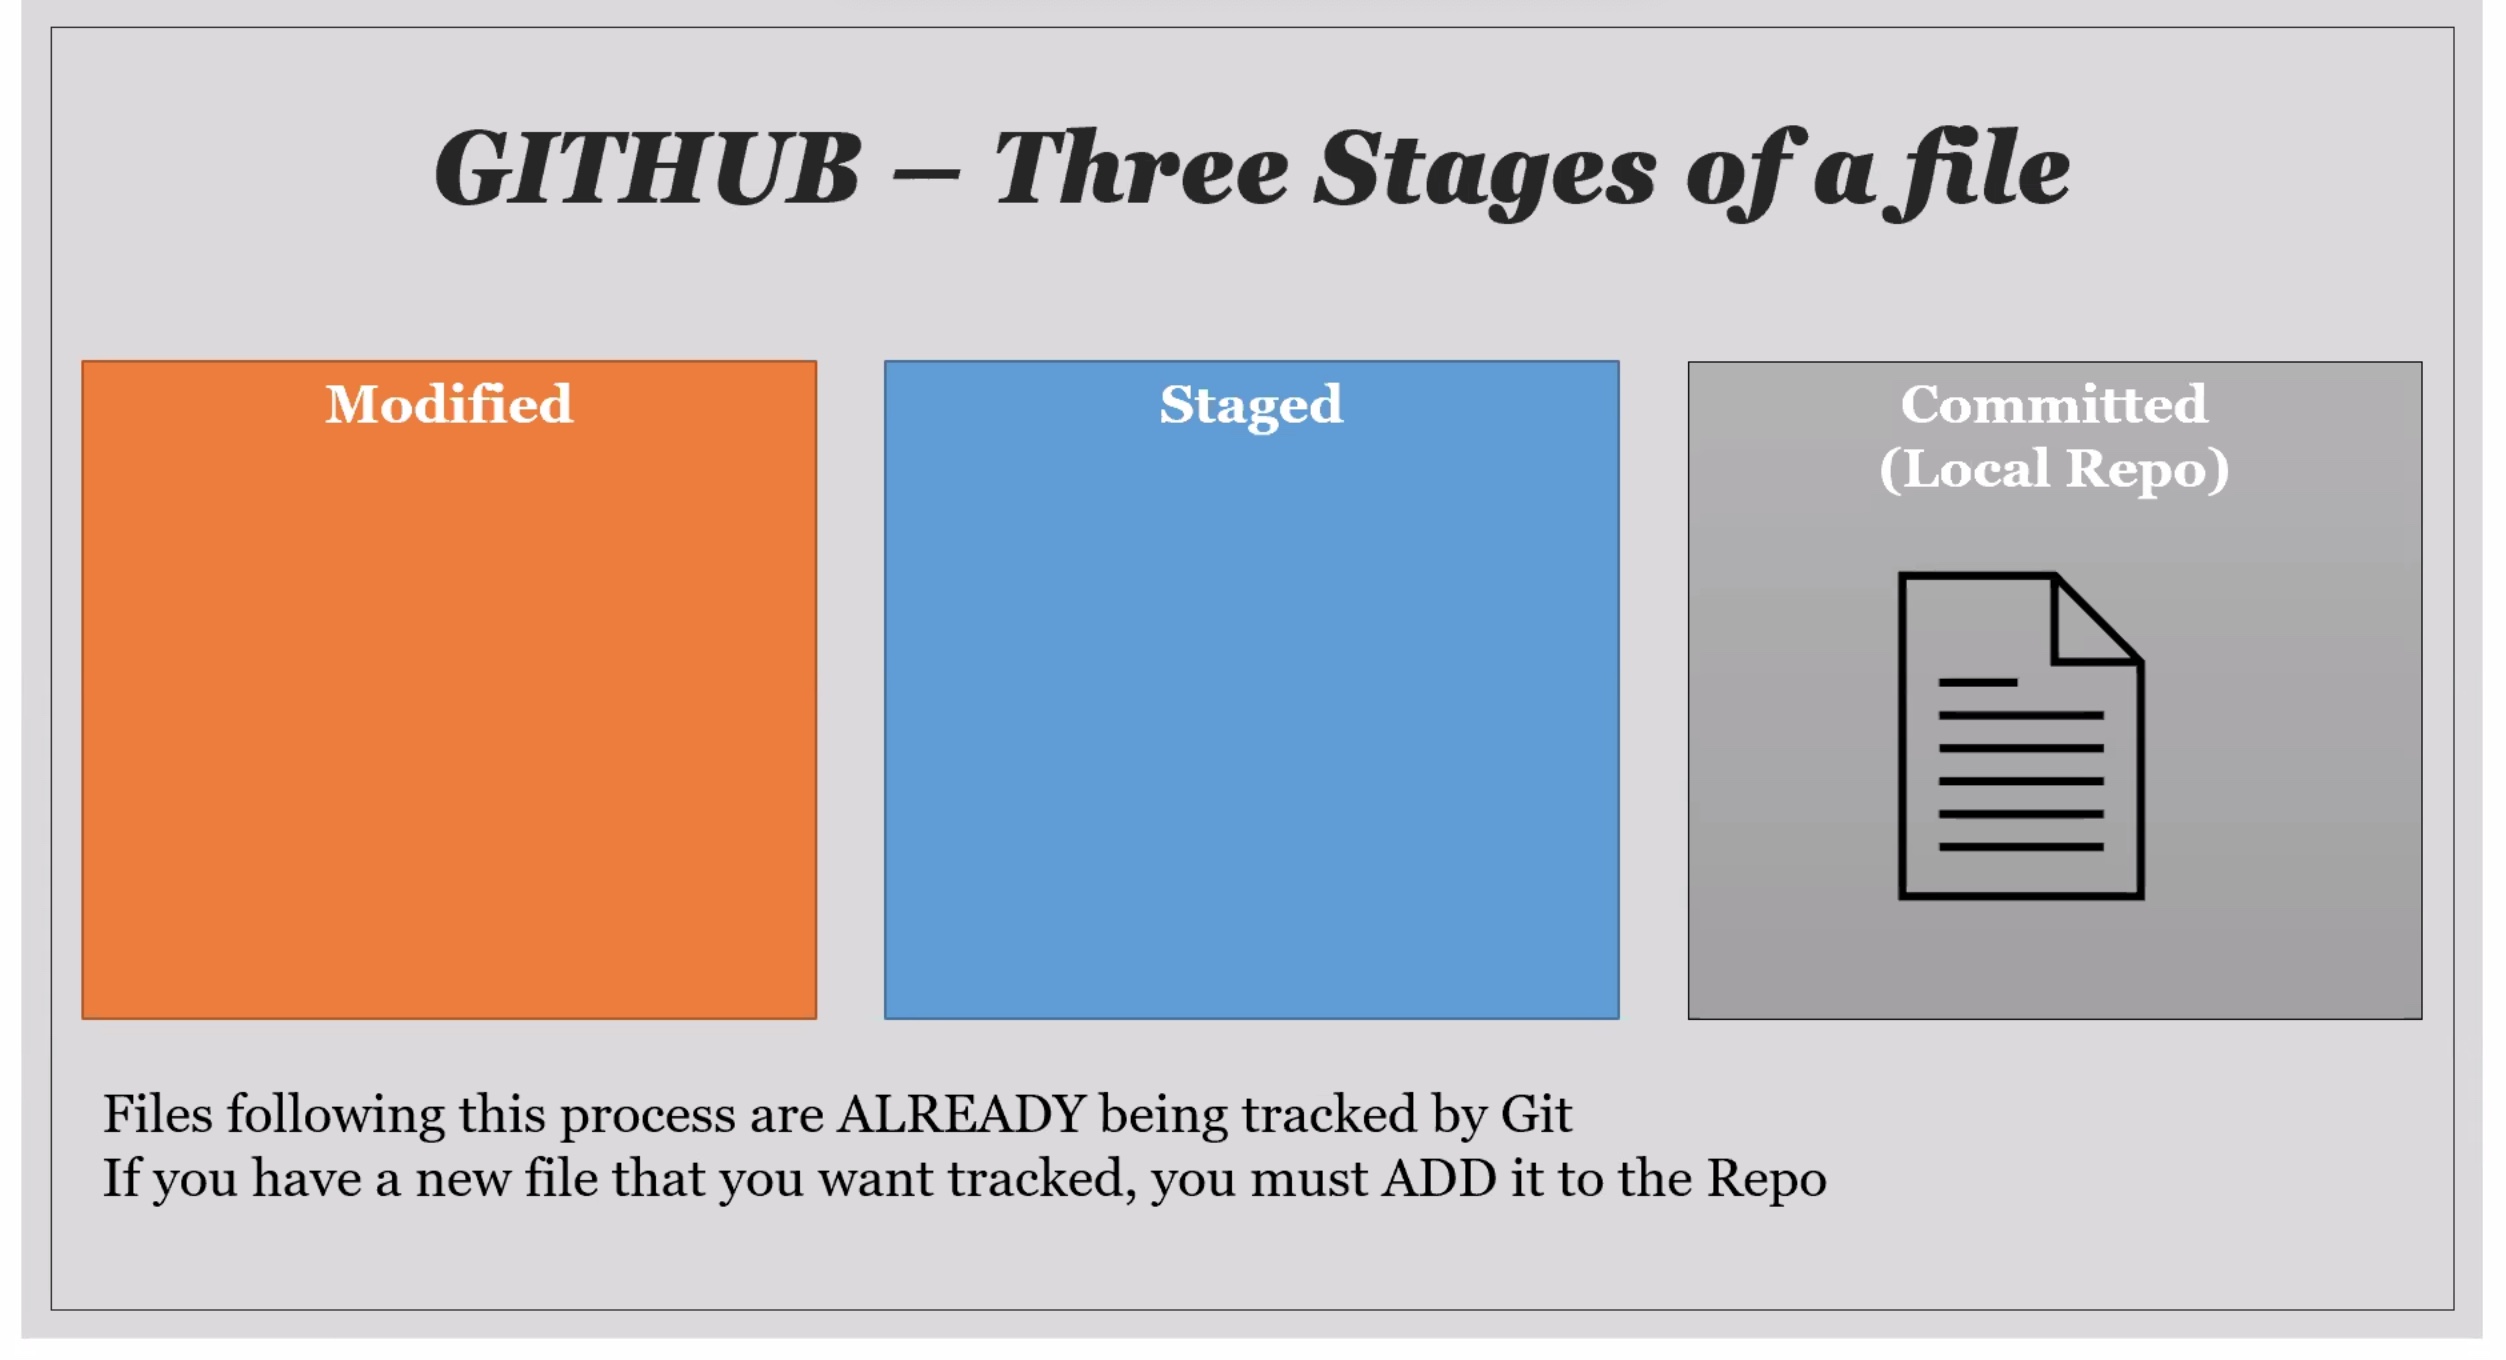 GITHUB – Three Stages of a file
Modified
Staged
Committed
(Local Repo)
Files following this process are ALREADY being tracked by Git
If you have a new file that you want tracked, you must ADD it to the Repo